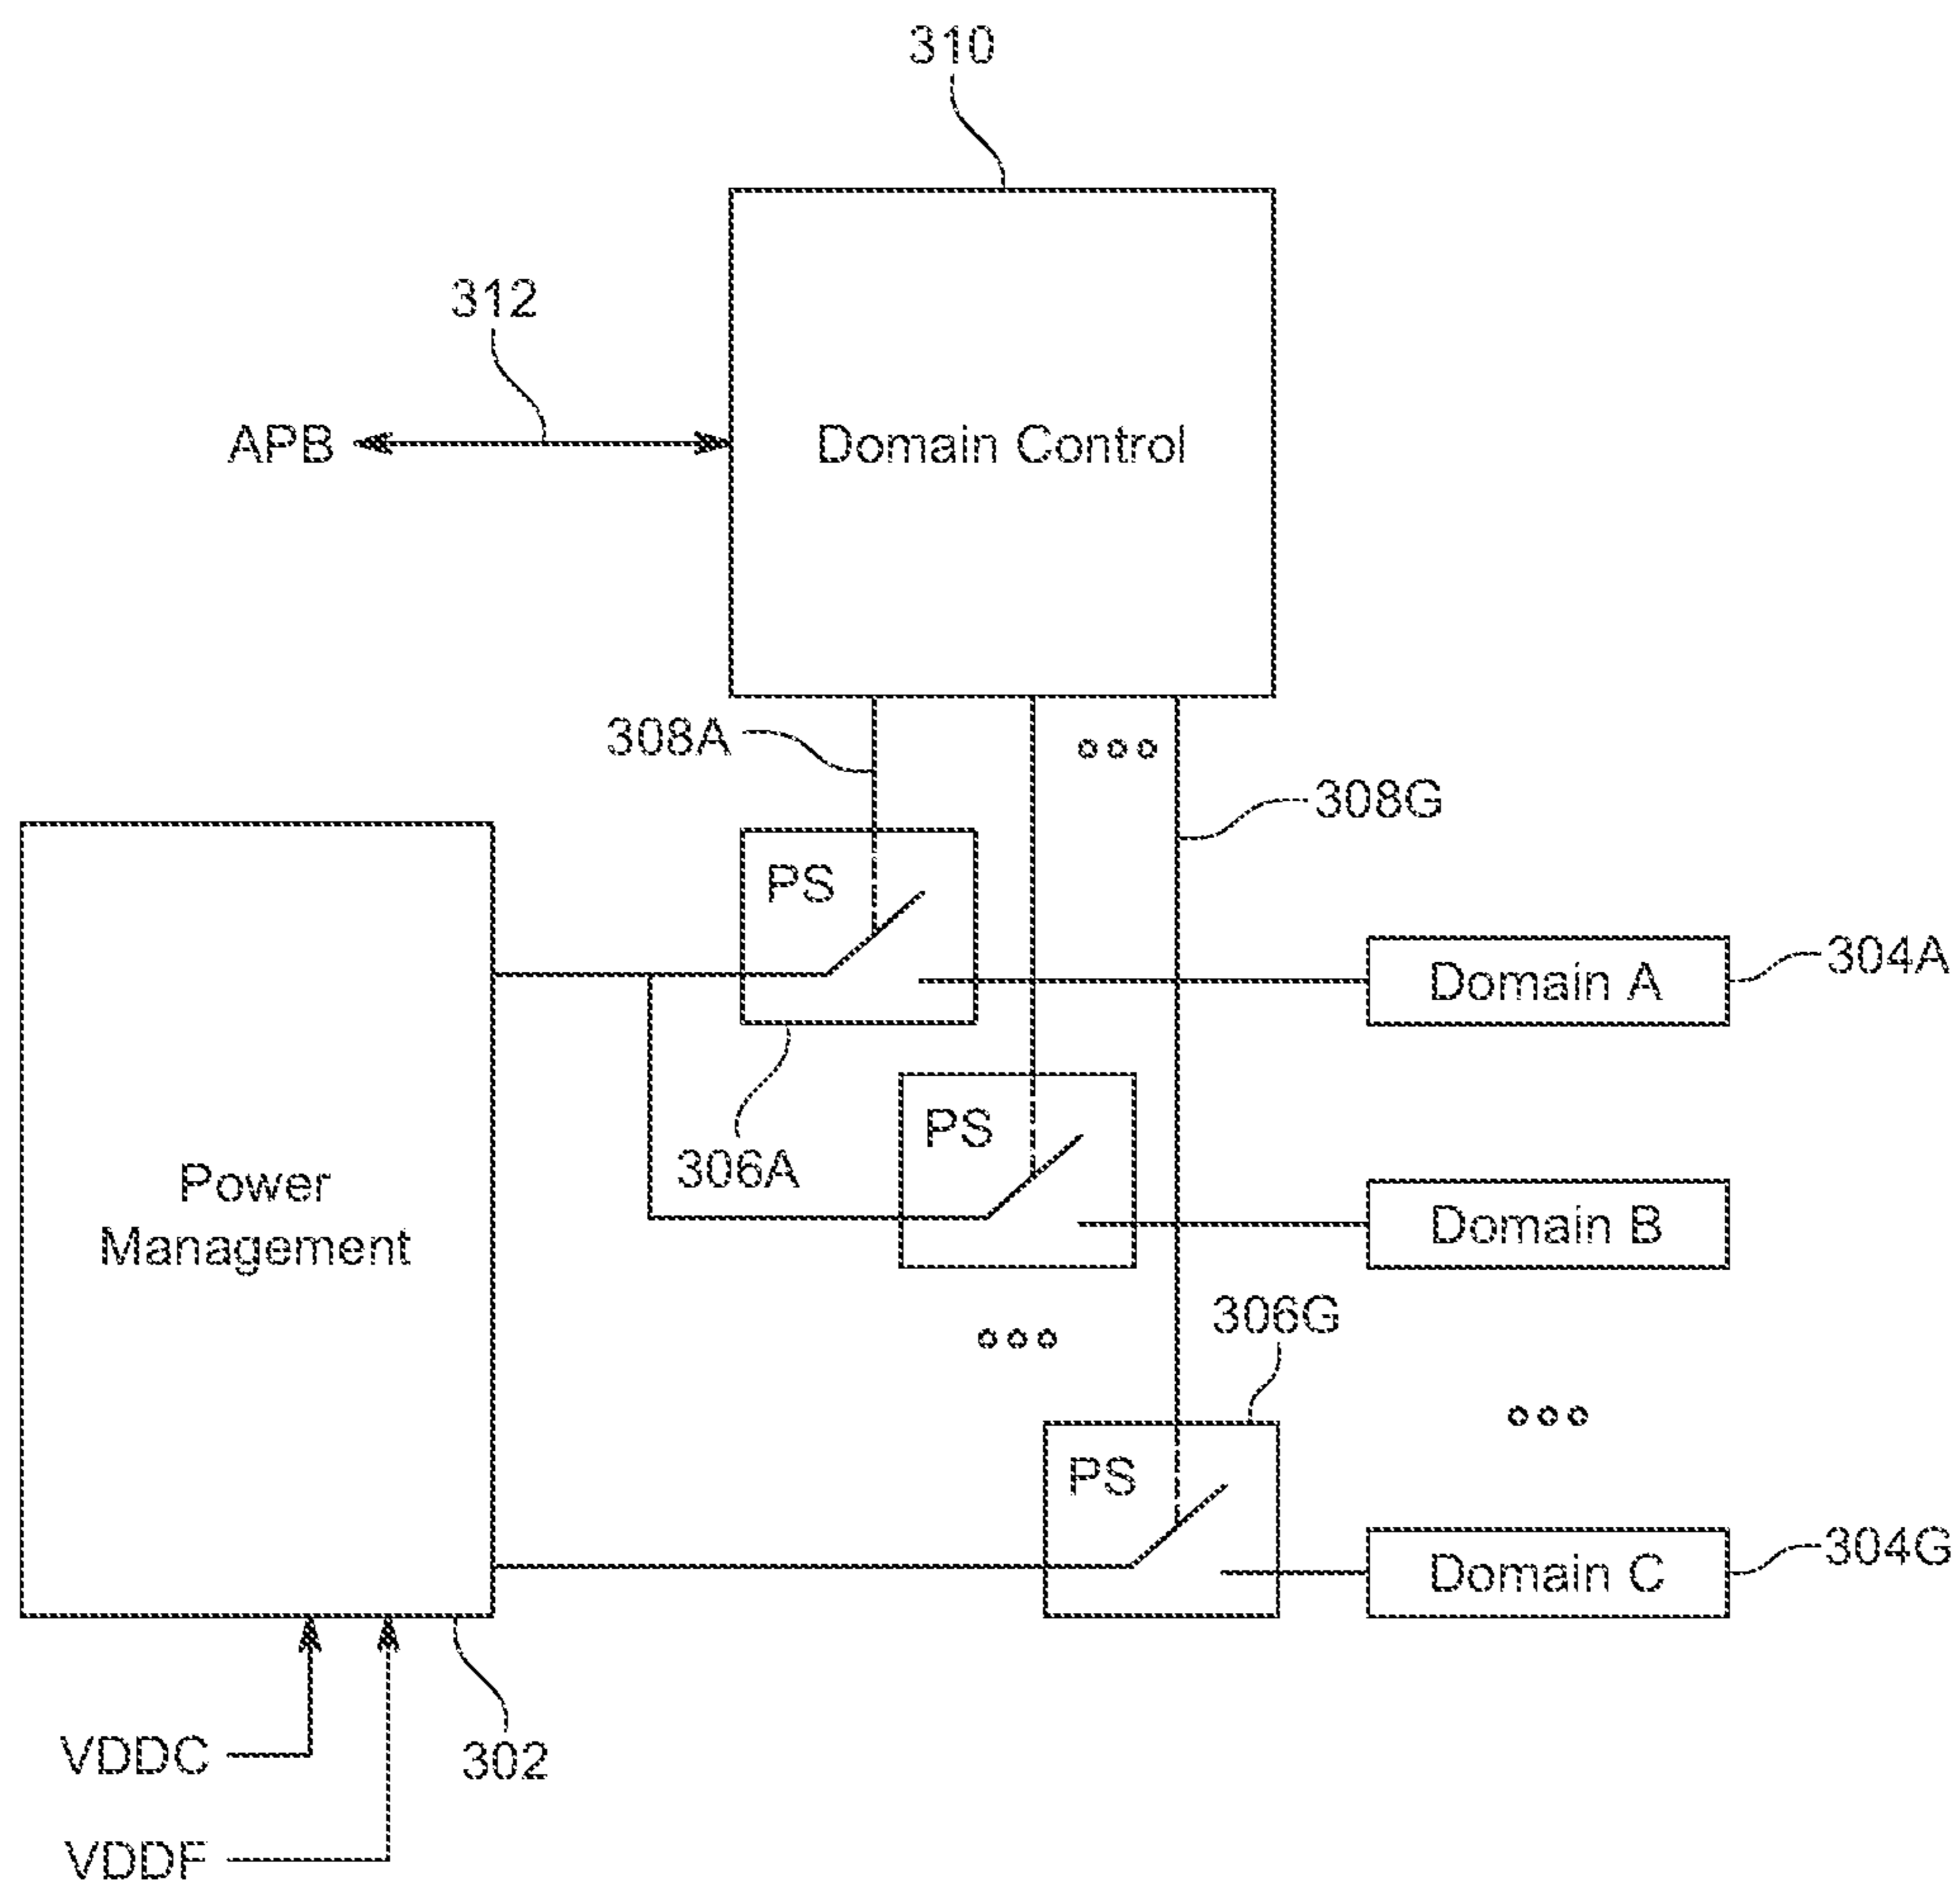 310
312
APB
Domain Control
308A
308G
PS
Domain A
304A
306A
PS
Domain B
Power
Management
306G
PS
Domain C
304G
VDDC
302
VDDF